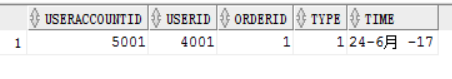 USERACCOUNTID USERID ORDERID TYPE TIME
1 5001 4001 1 1 24-6月 -17